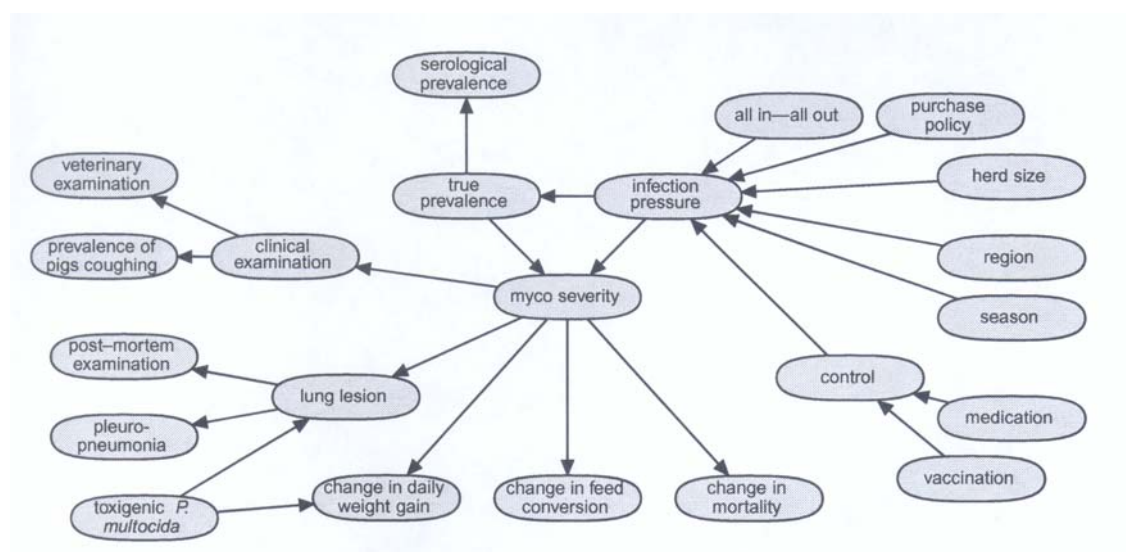 serological
prevalence
all in—all out
purchase
policy
veterinary
examination
true
prevalence
infection
pressure
herd size
prevalence of
pigs coughing
clinical
examination
region
myco severity
season
post–mortem
examination
lung lesion
control
pleuro-
pneumonia
medication
vaccination
toxigenic P.
multocida
change in daily
weight gain
change in feed
conversion
change in
mortality